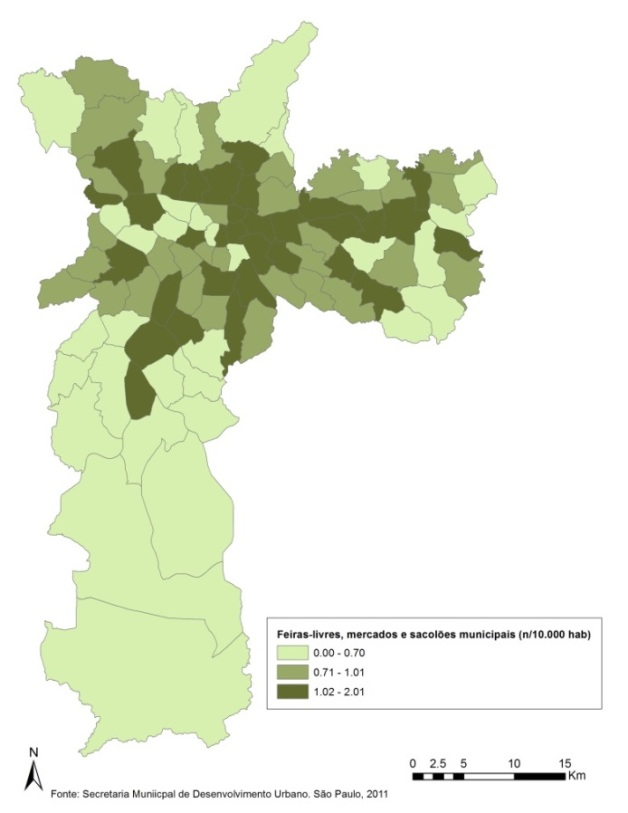 Feiras-livres, mercados e sacolões municipais (n/10.000 hab)
0.00 - 0.70
0.71 - 1.01
1.02 - 2.01
N
0 2.5 5 10 15
Km
Fonte: Secretaria Muniicpal de Desenvolvimento Urbano. São Paulo, 2011